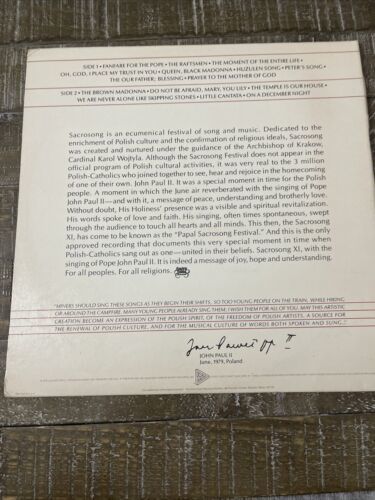 SIDE 1 • FANFARE FOR THE POPE • THE RAFTSMEN • THE MOMENT OF THE ENTIRE LIFE •
OH, GOD, I PLACE MY TRUST IN YOU • QUEEN, BLACK MADONNA • HUZULEN SONG • PETER'S SONG •
THE OUR FATHER; BLESSING • PRAYER TO THE MOTHER OF GOD
SIDE 2 • THE BROWN MADONNA • DO NOT BE AFRAID, MARY, YOU LILY • THE TEMPLE IS OUR HOUSE •
WE ARE NEVER ALONE LIKE SKIPPING STONES • LITTLE CANTATA • ON A DECEMBER NIGHT
Sacrosong is an ecumenical festival of song and music. Dedicated to the
enrichment of Polish culture and the confirmation of religious ideals, Sacrosong
was created and nurtured under the guidance of the Archbishop of Krakow,
Cardinal Karol Wojtyla. Although the Sacrosong Festival does not appear in the
official program of Polish cultural activities, it was very real to the 3 million
Polish-Catholics who joined together to see, hear and rejoice in the homecoming
of one of their own. John Paul II. It was a special moment in time for the Polish
people. A moment in which the June air reverberated with the singing of Pope
John Paul II—and with it, a message of peace, understanding and brotherly love.
Without doubt, His Holiness' presence was a visible and spiritual revitalization.
His words spoke of love and faith. His singing, often times spontaneous, swept
through the audience to touch all hearts and all minds. This then, the Sacrosong
XI, has come to be known as the "Papal Sacrosong Festival." And this is the only
approved recording that documents this very special moment in time when
Polish-Catholics sang out as one—united in their beliefs. Sacrosong XI, with the
singing of Pope John Paul II. It is indeed a message of joy, hope and understanding.
For all peoples. For all religions.
"MINERS SHOULD SING THESE SONGS AS THEY BEGIN THEIR SHIFTS, SO TOO YOUNG PEOPLE ON THE TRAIN, WHILE HIKING
OR AROUND THE CAMPFIRE. MANY YOUNG PEOPLE ALREADY SING THEM; I WISH THEM FOR ALL OF YOU. MAY THIS ARTISTIC
CREATION BECOME AN EXPRESSION OF THE POLISH SPIRIT, OF THE FREEDOM OF POLISH ARTISTS, A SOURCE FOR
THE RENEWAL OF POLISH CULTURE, AND FOR THE MUSICAL CULTURE OF WORDS BOTH SPOKEN AND SUNG."
JOHN PAUL II
June, 1979, Poland